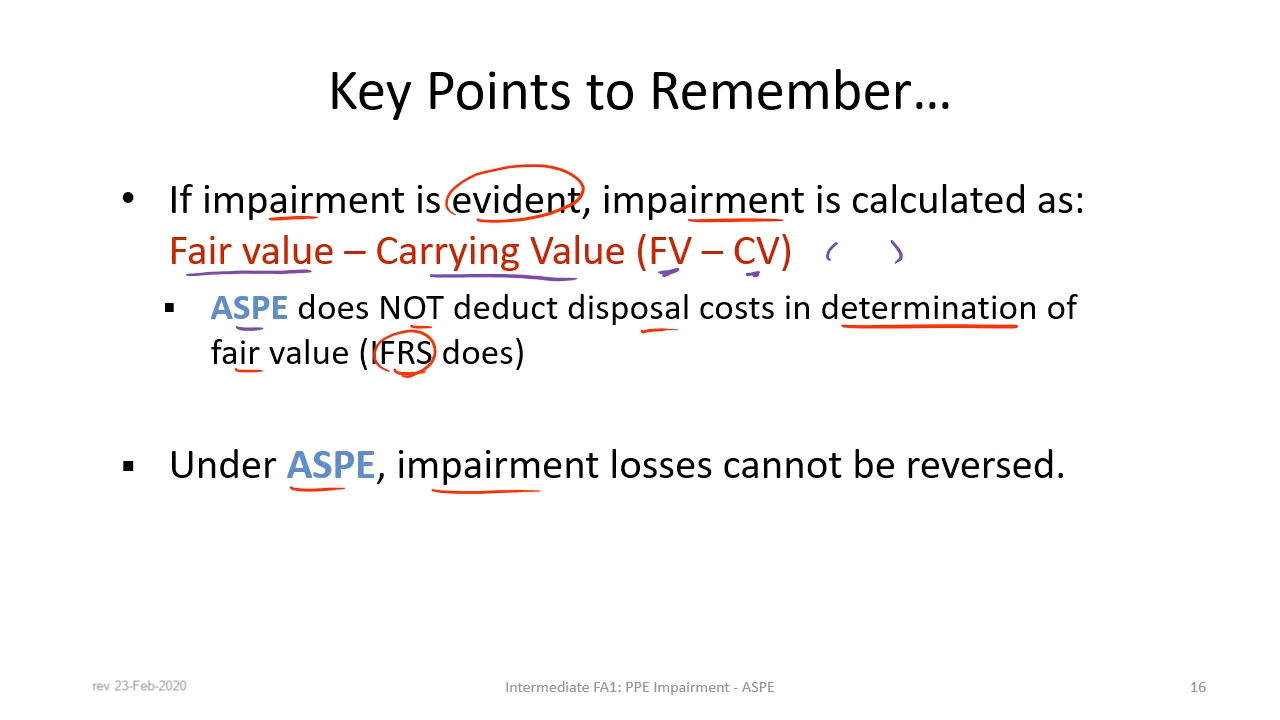 Key Points to Remember…
• If impairment is evident, impairment is calculated as:
Fair value – Carrying Value (FV – CV) ( )
▪ ASPE does NOT deduct disposal costs in determination of
fair value (IFRS does)
▪ Under ASPE, impairment losses cannot be reversed.
rev 23-Feb-2020
Intermediate FA1: PPE Impairment - ASPE
16